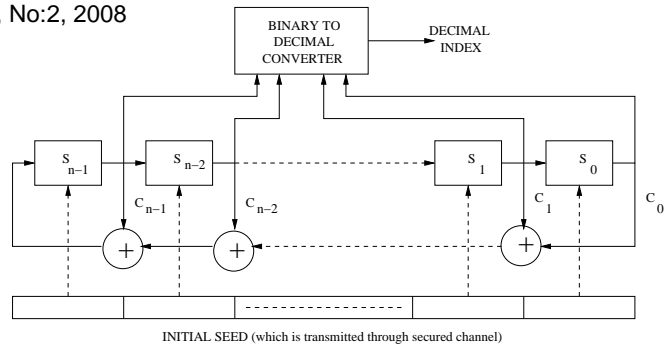 , No:2, 2008
BINARY TO
DECIMAL
CONVERTER
DECIMAL
INDEX
S n-1
S n-2
S 1
S 0
C n-1
C n-2
C 1
C 0
+
+
+
INITIAL SEED (which is transmitted through secured channel)